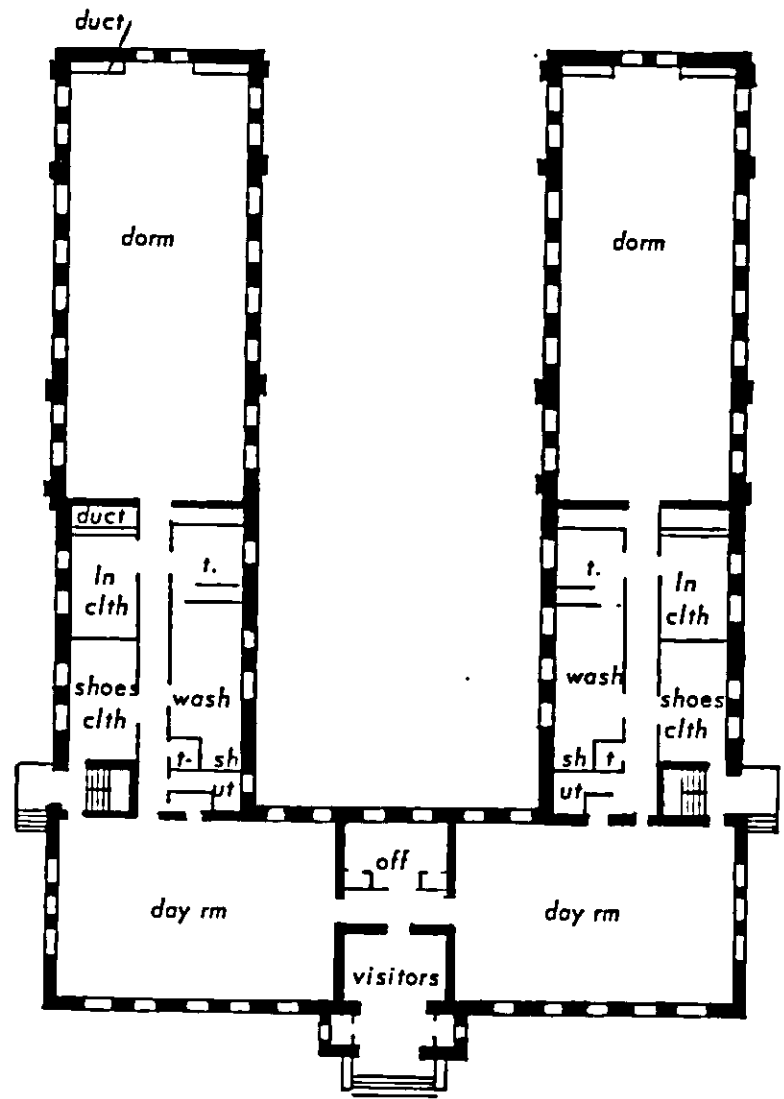 duct
dorm
dorm
duct
t.
t.
ln
clth
ln
clth
shoes
clth
wash
wash
shoes
clth
t-
sh
sh
t
ut
ut
off
day rm
day rm
visitors